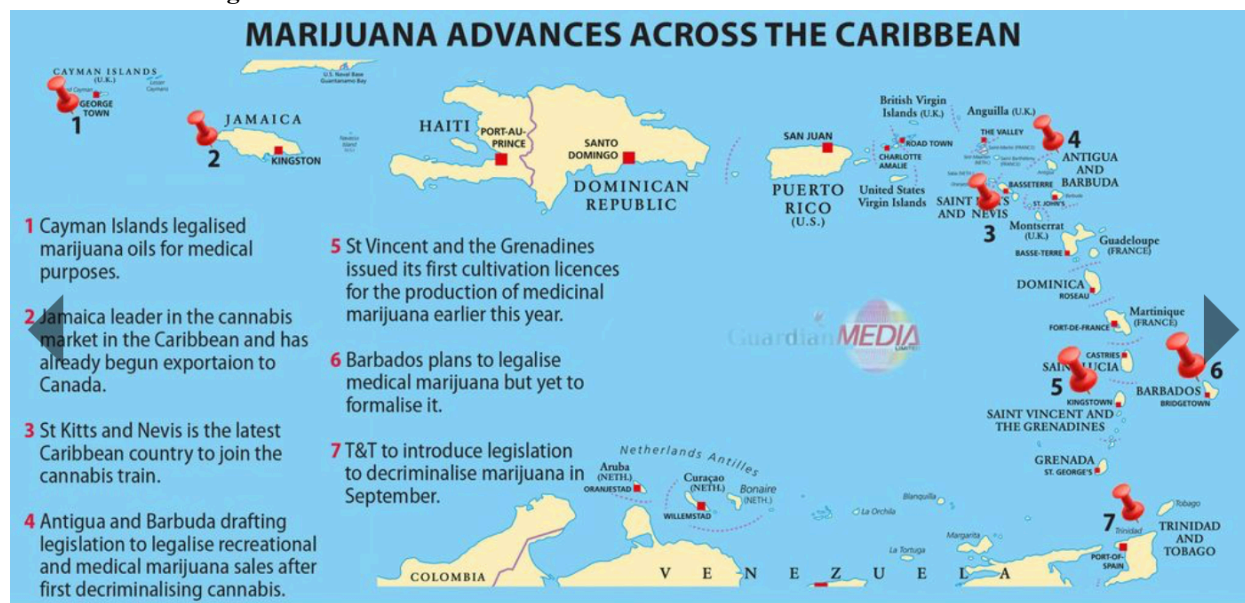 MARIJUANA ADVANCES ACROSS THE CARIBBEAN
CAYMAN ISLANDS
(U.K.)
GEORGE
TOWN
1
U.S. Naval Base
Guantanamo Bay
JAMAICA
2
KINGSTON
HAITI
PORT-AU-
PRINCE
SANTO
DOMINGO
DOMINICAN
REPUBLIC
SAN JUAN
PUERTO
RICO
(U.S.)
British Virgin
Islands (U.K.)
ROAD TOWN
CHARLOTTE
AMALIE
United States
Virgin Islands
Anguilla (U.K.)
THE VALLEY
4
ANTIGUA
AND
BARBUDA
BASSETERRE
ST. JOHN'S
SAINT
AND NEVIS
3
Montserrat
(U.K.)
BASSE-TERRE
Guadeloupe
(FRANCE)
DOMINICA
ROSEAU
Martinique
(FRANCE)
FORT-DE-FRANCE
CASTRIES
5
KINGSTOWN
SAINT VINCENT AND
THE GRENADINES
6
BARBADOS
BRIDGETOWN
GRENADA
ST. GEORGE'S
7
Trinidad
Tobago
TRINIDAD
AND
TOBAGO
PORT-OF-
SPAIN
1 Cayman Islands legalised
marijuana oils for medical
purposes.
2 Jamaica leader in the cannabis
market in the Caribbean and has
already begun exportaion to
Canada.
3 St Kitts and Nevis is the latest
Caribbean country to join the
cannabis train.
4 Antigua and Barbuda drafting
legislation to legalise recreational
and medical marijuana sales after
first decriminalising cannabis.
5 St Vincent and the Grenadines
issued its first cultivation licences
for the production of medicinal
marijuana earlier this year.
6 Barbados plans to legalise
medical marijuana but yet to
formalise it.
7 T&T to introduce legislation
to decriminalise marijuana in
September.
Guardian MEDIA
LIMITED
Netherlands Antilles
Aruba
(NETH.)
ORANJESTAD
Curaçao
(NETH.)
WILLEMSTAD
Bonaire
(NETH.)
La Orchila
Blanquilla
La Tortuga
Margarita
COLOMBIA
VENEZUELA